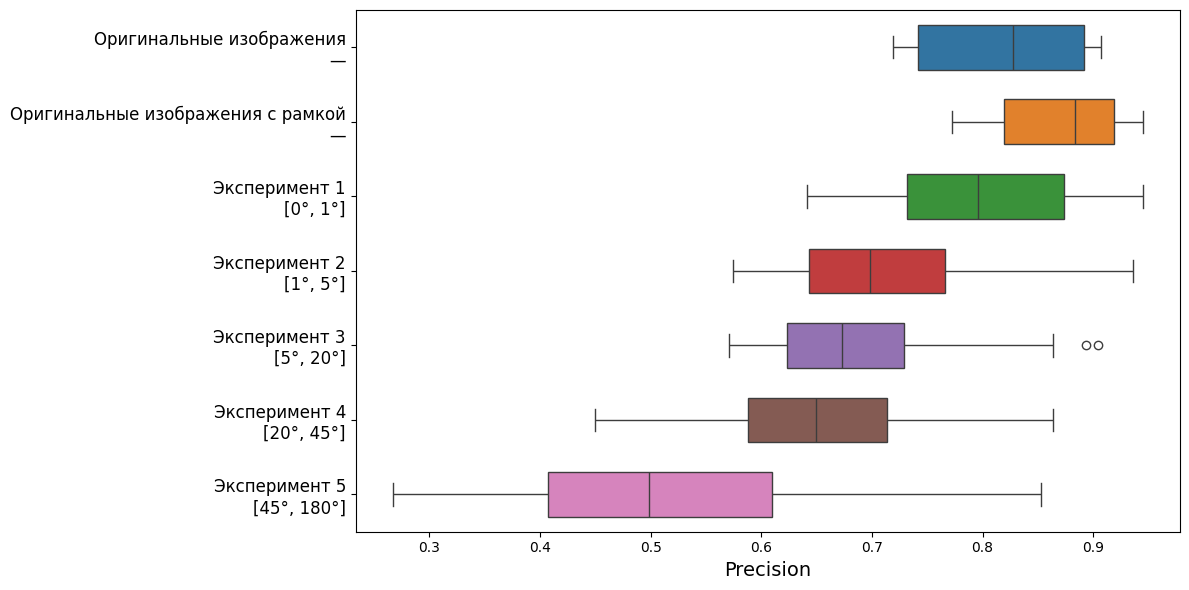 Оригинальные изображения
—
Оригинальные изображения с рамкой
—
Эксперимент 1
[0°, 1°]
Эксперимент 2
[1°, 5°]
Эксперимент 3
[5°, 20°]
Эксперимент 4
[20°, 45°]
Эксперимент 5
[45°, 180°]
0.3 0.4 0.5 0.6 0.7 0.8 0.9
Precision